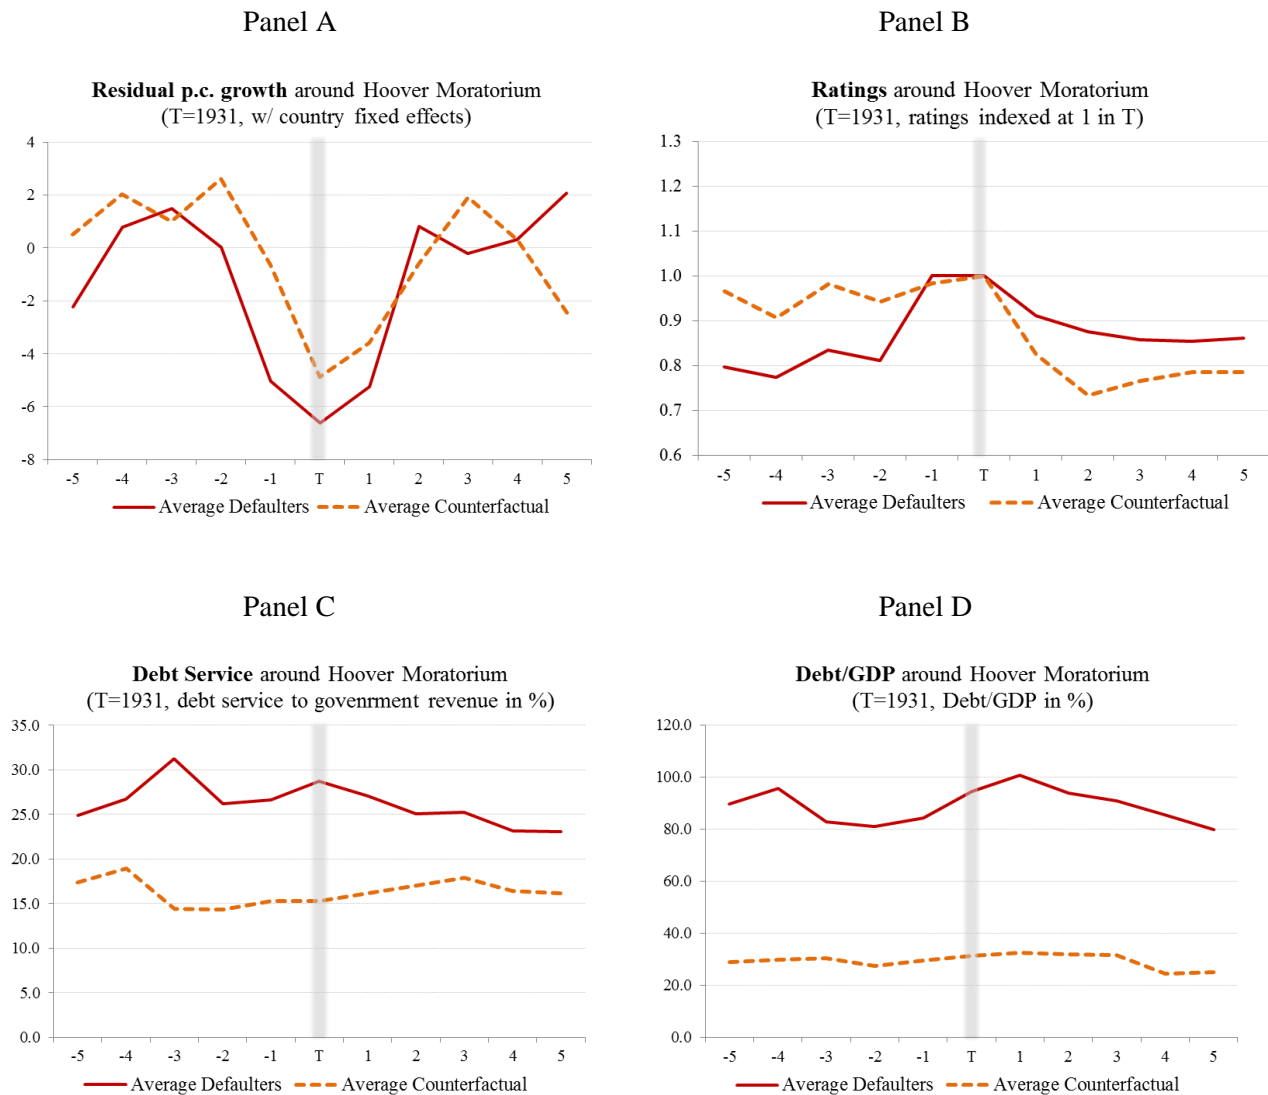 Panel A
Residual p.c. growth around Hoover Moratorium
(T=1931, w/ country fixed effects)
4
2
0
-2
-4
-6
-8
-5 -4 -3 -2 -1 T 1 2 3 4 5
Average Defaulters Average Counterfactual
Panel B
Ratings around Hoover Moratorium
(T=1931, ratings indexed at 1 in T)
1.3
1.2
1.1
1.0
0.9
0.8
0.7
0.6
-5 -4 -3 -2 -1 T 1 2 3 4 5
Average Defaulters Average Counterfactual
Panel C
Debt Service around Hoover Moratorium
(T=1931, debt service to govenrment revenue in %)
35.0
30.0
25.0
20.0
15.0
10.0
5.0
0.0
-5 -4 -3 -2 -1 T 1 2 3 4 5
Average Defaulters Average Counterfactual
Panel D
Debt/GDP around Hoover Moratorium
(T=1931, Debt/GDP in %)
120.0
100.0
80.0
60.0
40.0
20.0
0.0
-5 -4 -3 -2 -1 T 1 2 3 4 5
Average Defaulters Average Counterfactual